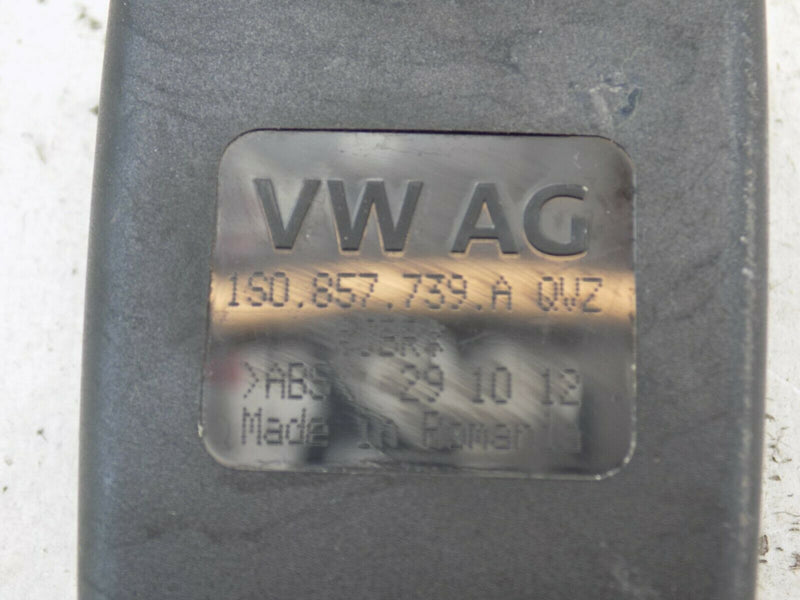 VW AG
1S0.857.739.A QVZ
>ABS 29 10 12
Made in Romania